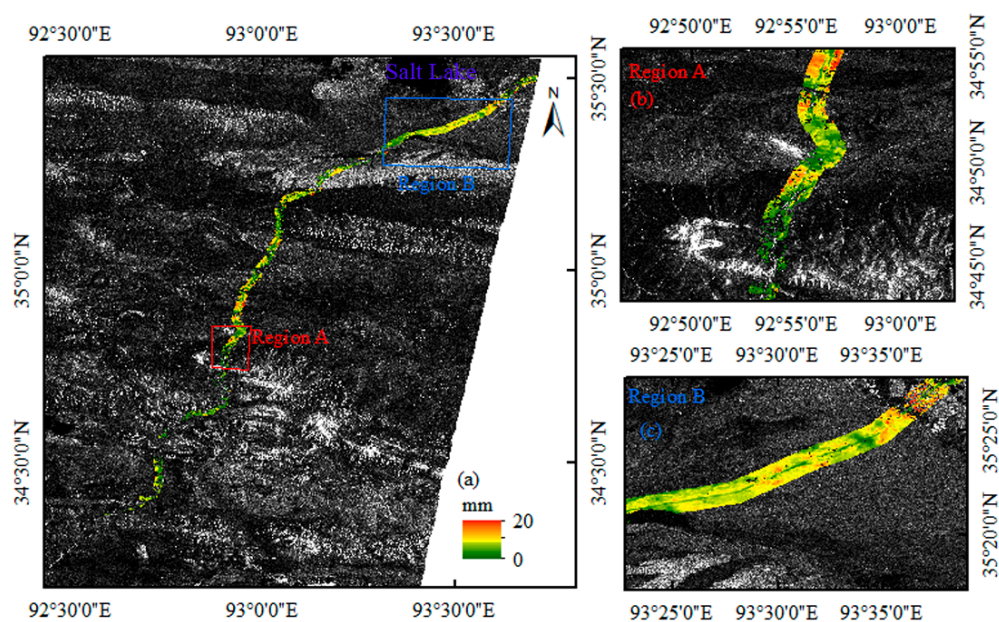 92°30'0"E 93°0'0"E 93°30'0"E
Salt Lake
N
Region B
Region A
(a)
mm
20
0
35°30'0"N
35°0'0"N
34°30'0"N
35°0'0"N
34°30'0"N
92°30'0"E 93°0'0"E 93°30'0"E
92°50'0"E 92°55'0"E 93°0'0"E
Region A
(b)
34°55'0"N
34°50'0"N
34°45'0"N
92°50'0"E 92°55'0"E 93°0'0"E
93°25'0"E 93°30'0"E 93°35'0"E
Region B
(c)
35°25'0"N
35°20'0"N
93°25'0"E 93°30'0"E 93°35'0"E